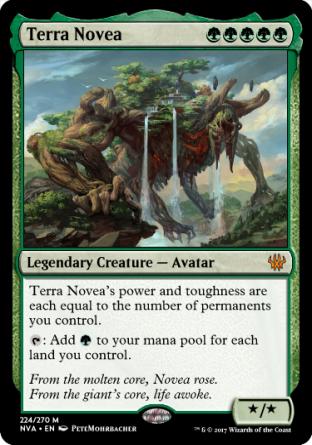 Terra Novea
Legendary Creature — Avatar
Terra Novea's power and toughness are
each equal to the number of permanents
you control.
: Add to your mana pool for each
land you control.
From the molten core, Novea rose.
From the giant's core, life awoke.
224/270 M
NVA • EN PeteMohrbacher
™ & © 2017 Wizards of the Coast
*/*